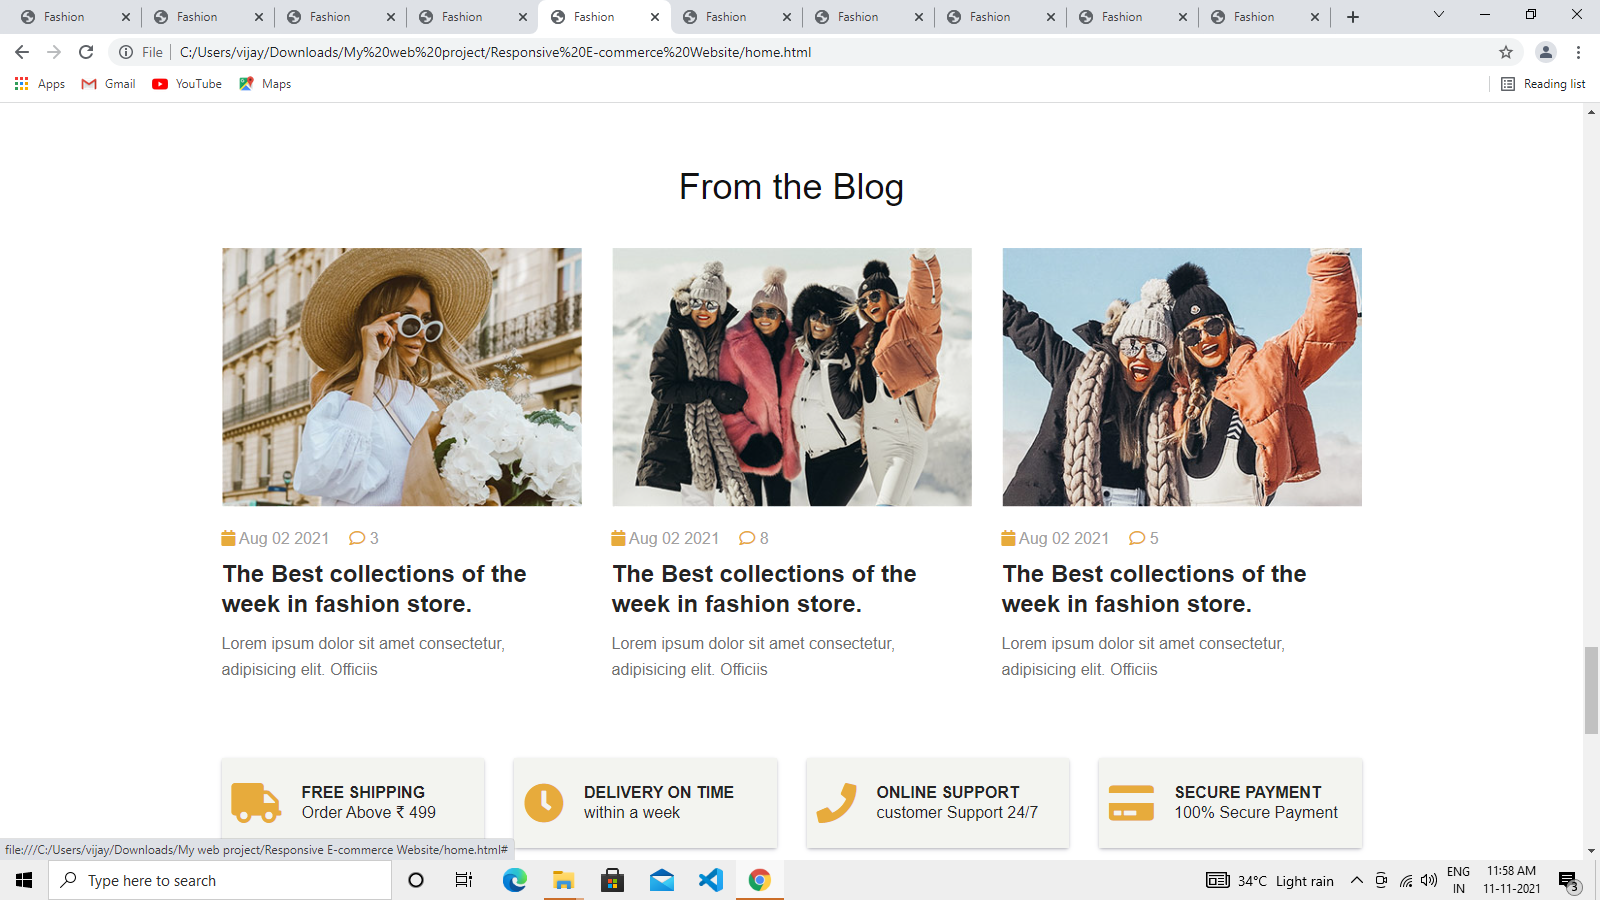 Fashion
Fashion
Fashion
Fashion
Fashion
Fashion
Fashion
Fashion
Fashion
Fashion
File
C:/Users/vijay/Downloads/My%20web%20project/Responsive%20E-commerce%20Website/home.html
Apps
Gmail
YouTube
Maps
Reading list
From the Blog
Aug 02 2021 3
The Best collections of the
week in fashion store.
Lorem ipsum dolor sit amet consectetur,
adipisicing elit. Officiis
Aug 02 2021 8
The Best collections of the
week in fashion store.
Lorem ipsum dolor sit amet consectetur,
adipisicing elit. Officiis
Aug 02 2021 5
The Best collections of the
week in fashion store.
Lorem ipsum dolor sit amet consectetur,
adipisicing elit. Officiis
FREE SHIPPING
Order Above ₹ 499
DELIVERY ON TIME
within a week
ONLINE SUPPORT
customer Support 24/7
SECURE PAYMENT
100% Secure Payment
file:///C:/Users/vijay/Downloads/My web project/Responsive E-commerce Website/home.html#
Type here to search
34°C Light rain
ENG
IN
11:58 AM
11-11-2021
3